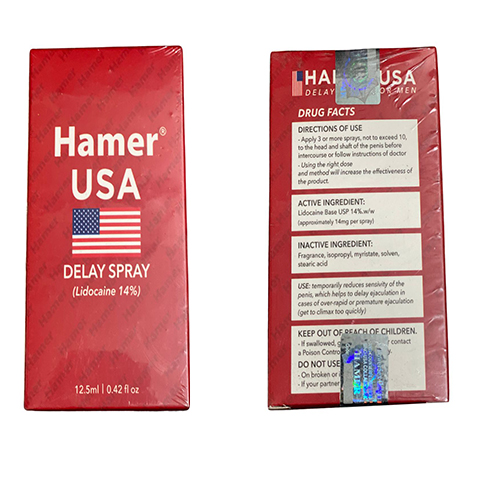 Hamer®
USA
DELAY SPRAY
(Lidocaine 14%)
12.5ml | 0.42 fl oz
USA
DELAY
MEN
DRUG FACTS
DIRECTIONS OF USE
- Apply 3 or more sprays, not to exceed 10,
to the head and shaft of the penis before
intercourse or follow instructions of doctor
- Using the right dose
and method will increase the effectiveness of
the product.
ACTIVE INGREDIENT:
Lidocaine Base USP 14%.w/w
(approximately 14mg per spray)
INACTIVE INGREDIENT:
Fragrance, isopropyl, myristate, solven,
stearic acid
USE: temporarily reduces sensitivity of the
penis, which helps to delay ejaculation in
cases of over-rapid or premature ejaculation
(get to climax too quickly)
KEEP OUT OF REACH OF CHILDREN.
- If swallowed, contact
a Poison Contro
DO NOT USE
- On broken or
- If your partner